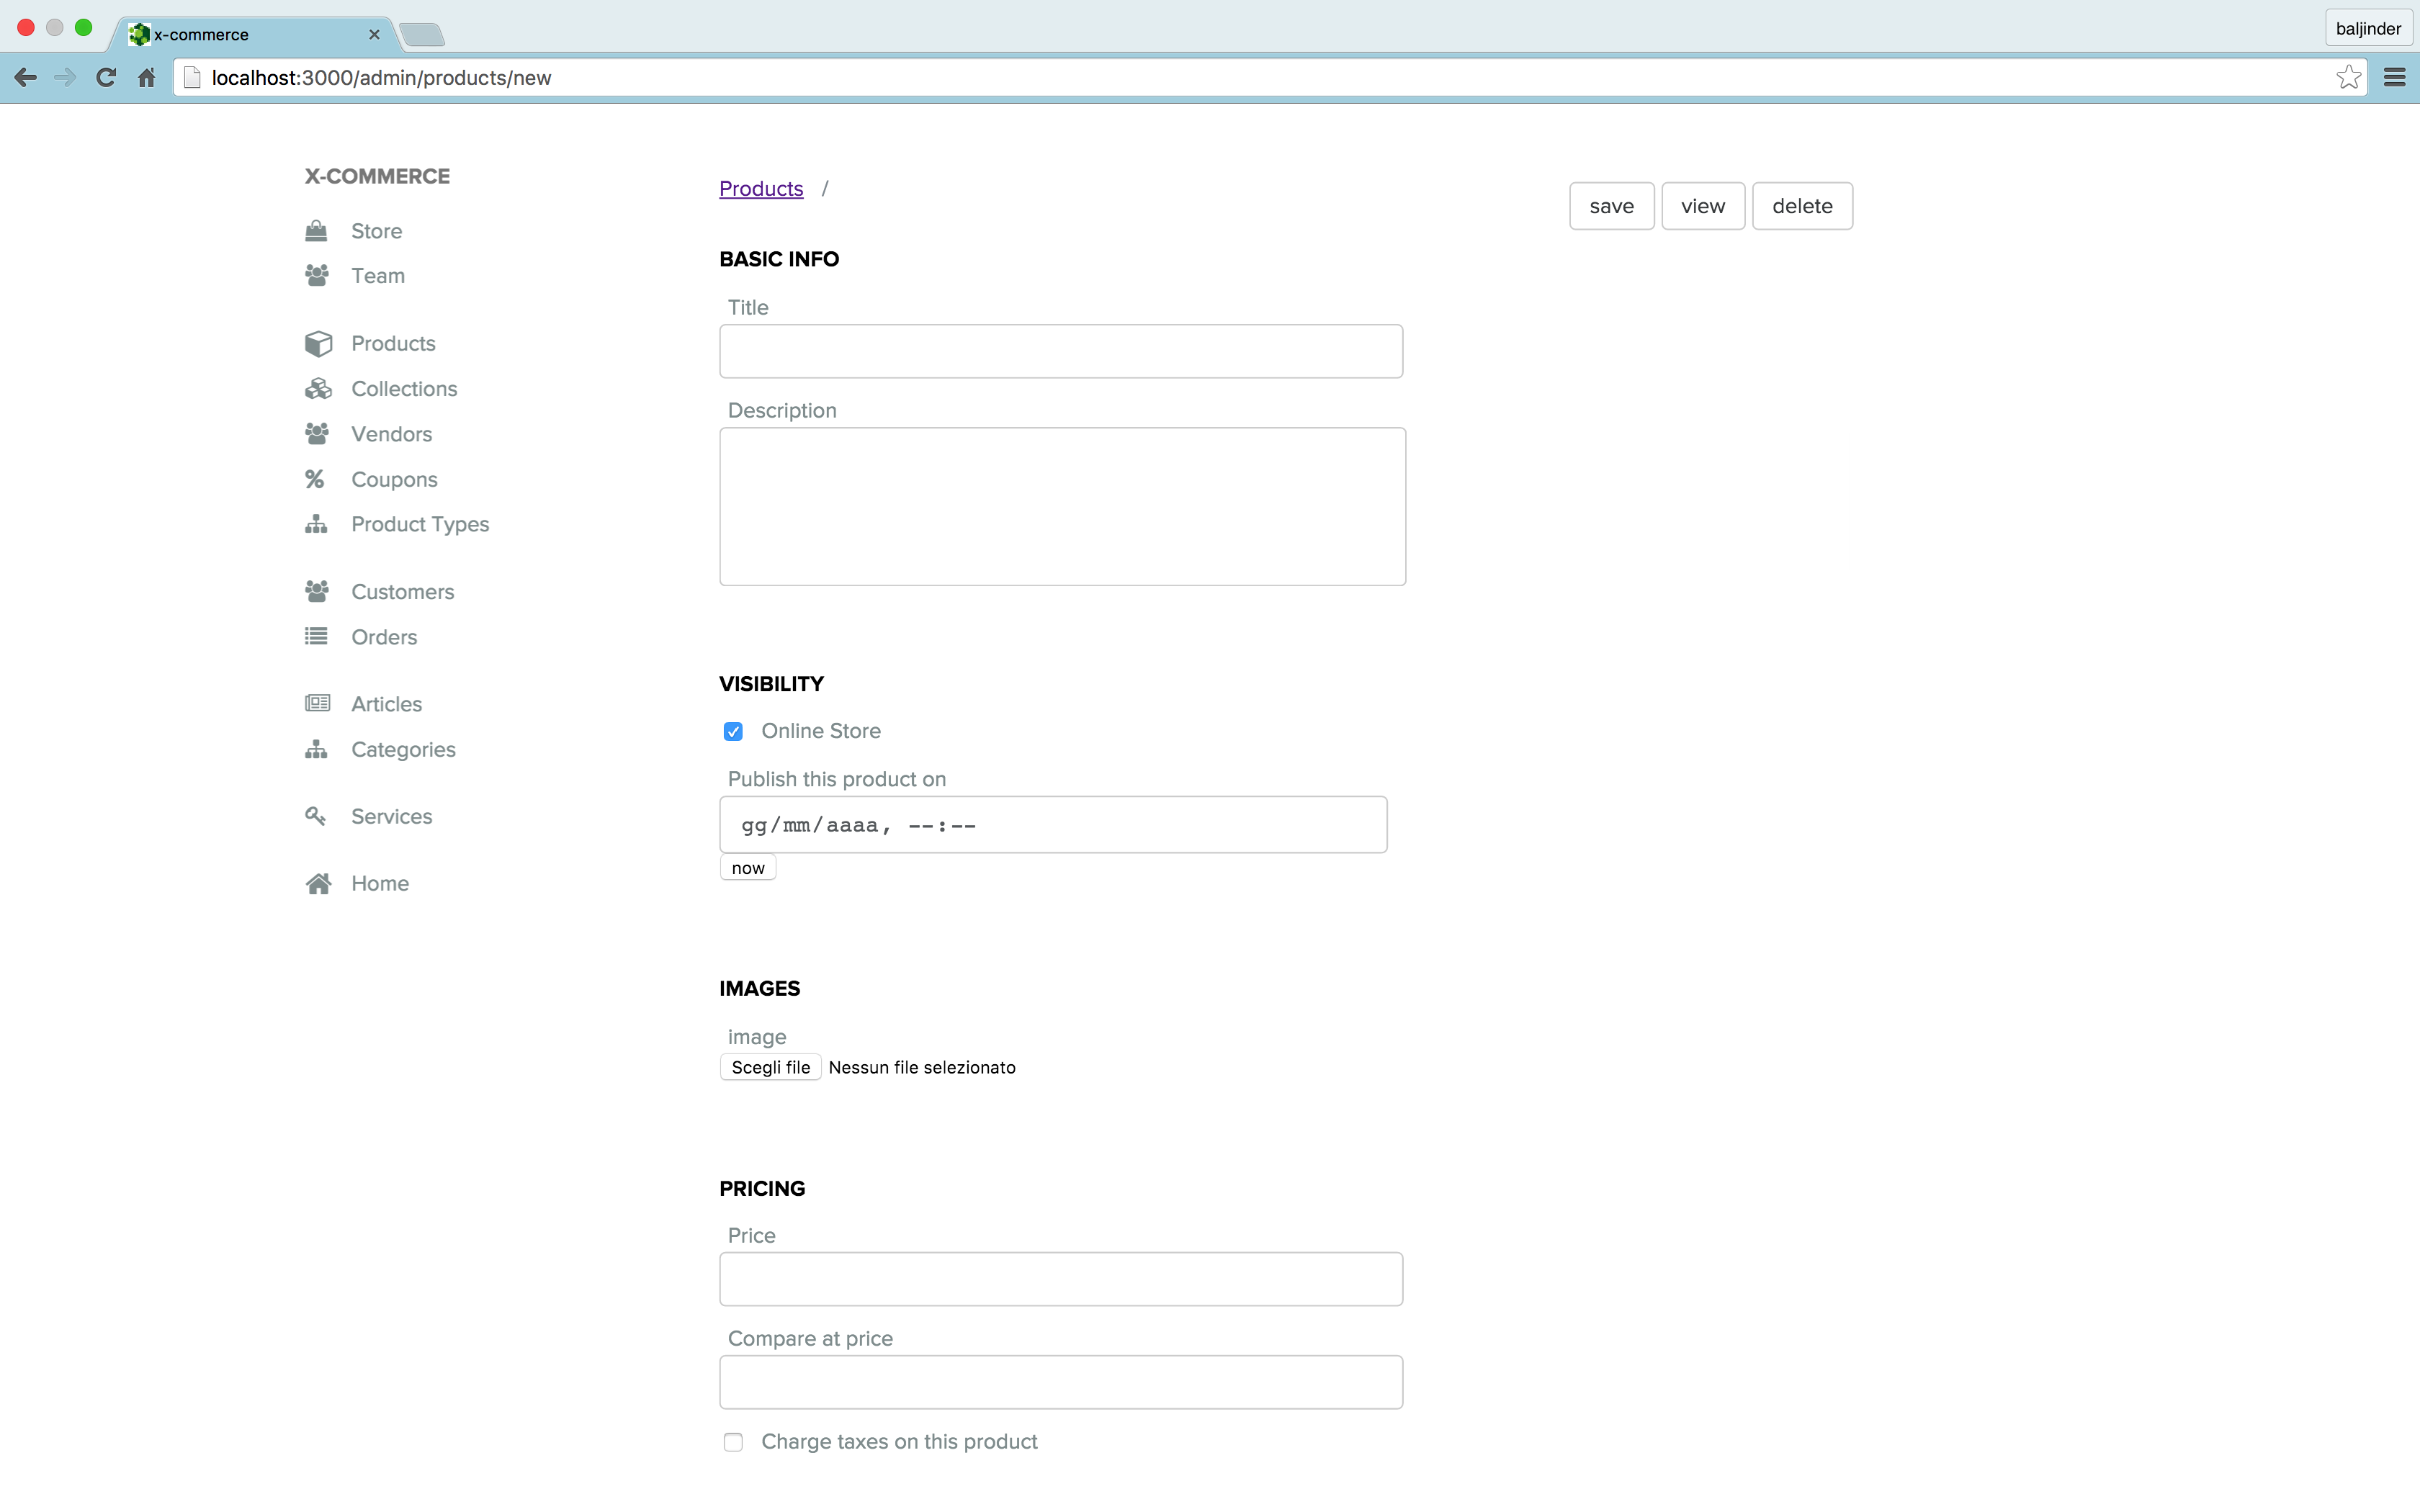 x-commerce
baljinder
localhost:3000/admin/products/new
X-COMMERCE
Store
Team
Products
Collections
Vendors
Coupons
Product Types
Customers
Orders
Articles
Categories
Services
Home
Products /
save view delete
BASIC INFO
Title
Description
VISIBILITY
Online Store
Publish this product on
gg/mm/aaaa, --:--
now
IMAGES
image
Scegli file Nessun file selezionato
PRICING
Price
Compare at price
Charge taxes on this product